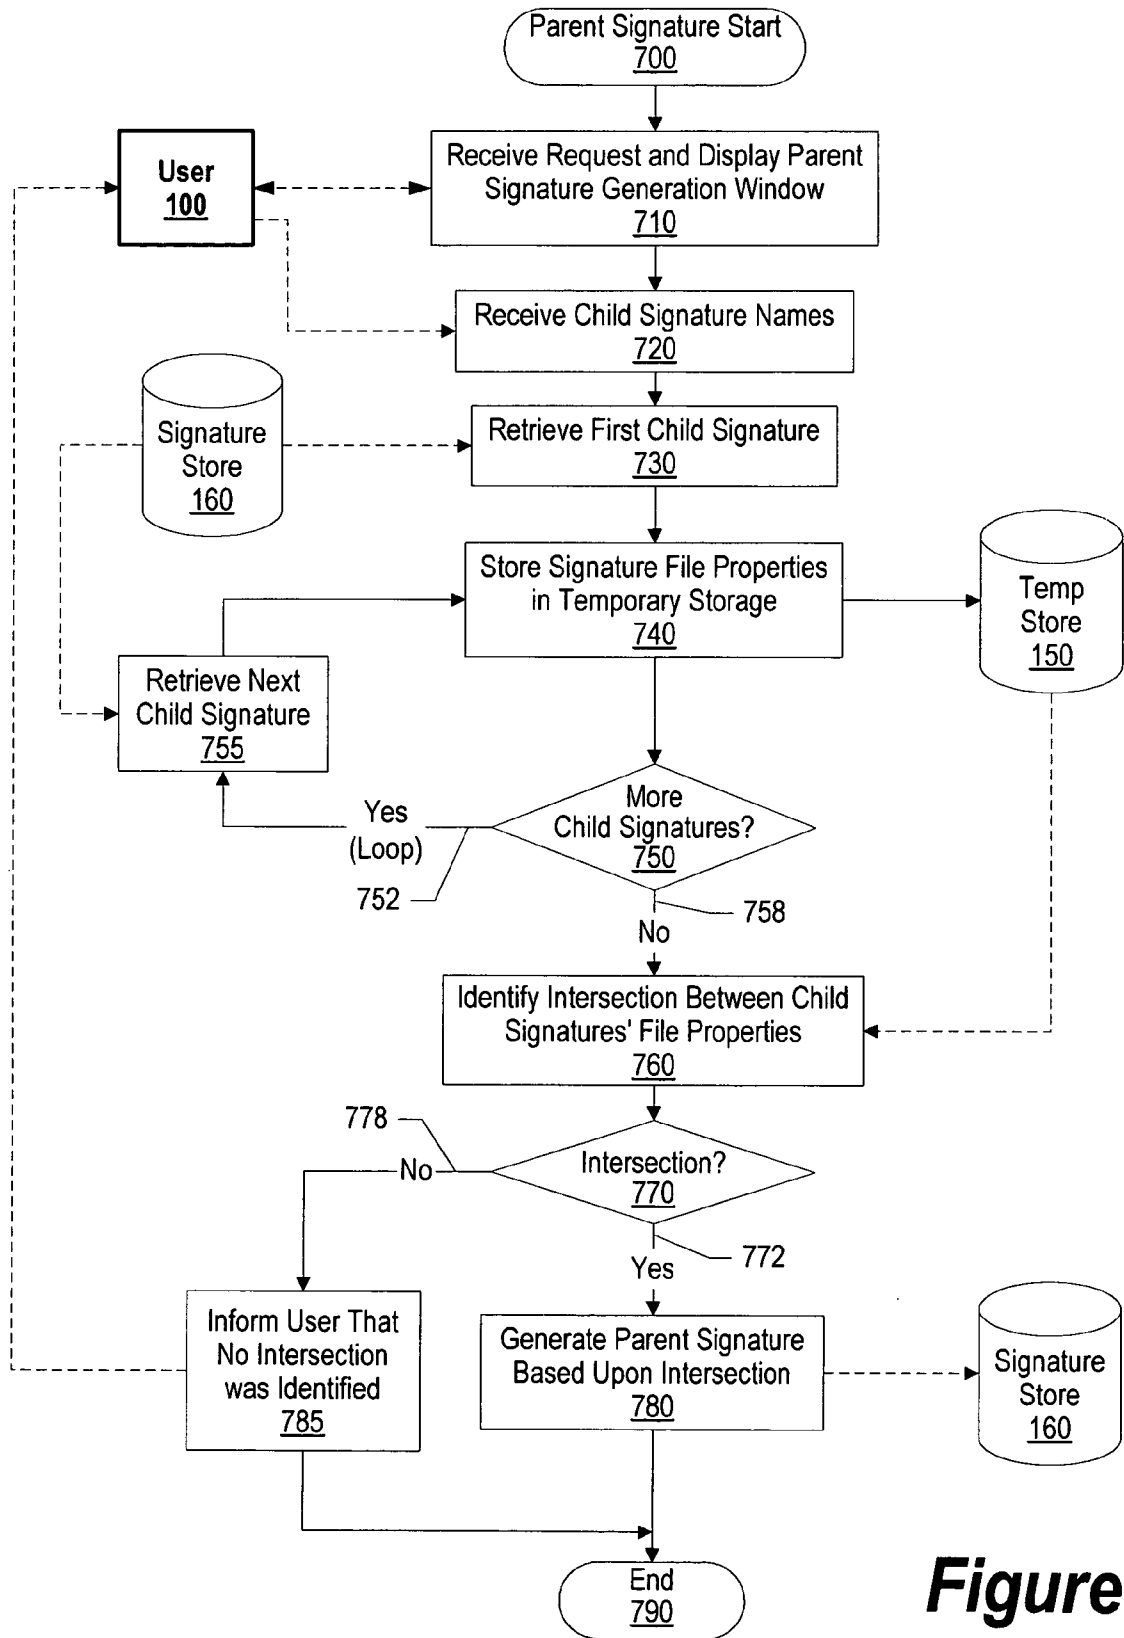 Parent Signature Start
700
User
100
Receive Request and Display Parent
Signature Generation Window
710
Receive Child Signature Names
720
Signature
Store
160
Retrieve First Child Signature
730
Store Signature File Properties
in Temporary Storage
740
Temp
Store
150
Retrieve Next
Child Signature
755
More
Child Signatures?
750
Yes
(Loop)
752
758
No
Identify Intersection Between Child
Signatures' File Properties
760
778
No
Intersection?
770
772
Yes
Inform User That
No Intersection
was Identified
785
Generate Parent Signature
Based Upon Intersection
780
Signature
Store
160
End
790
Figure